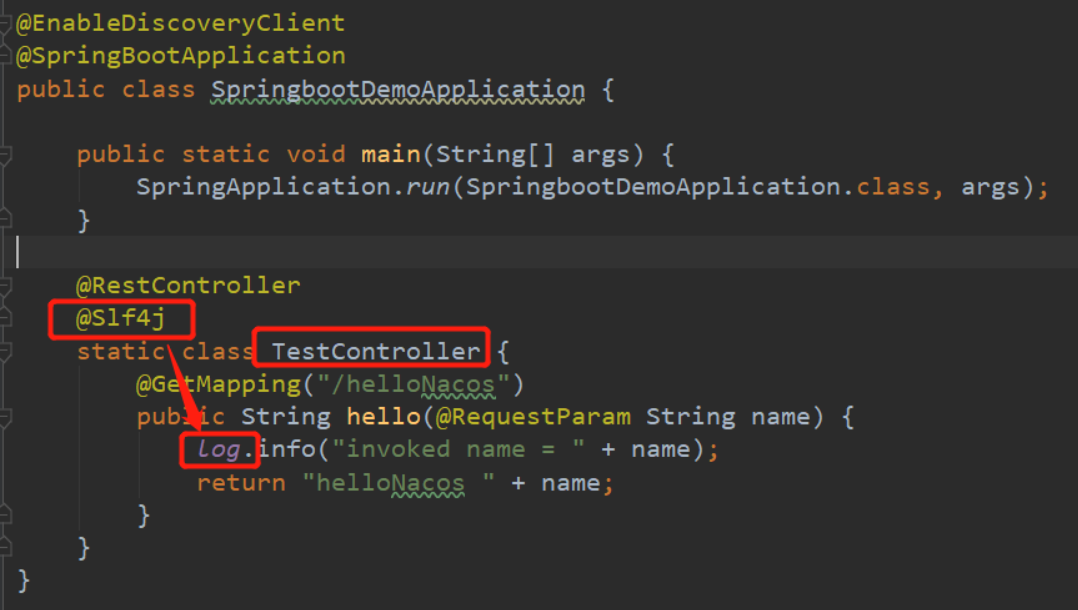 @EnableDiscoveryClient
@SpringBootApplication
public class SpringbootDemoApplication {
public static void main(String[] args) {
SpringApplication.run(SpringbootDemoApplication.class, args);
}
@RestController
@Slf4j
static class TestController {
@GetMapping("/helloNacos")
public String hello(@RequestParam String name) {
log.info("invoked name = " + name);
return "helloNacos " + name;
}
}
}